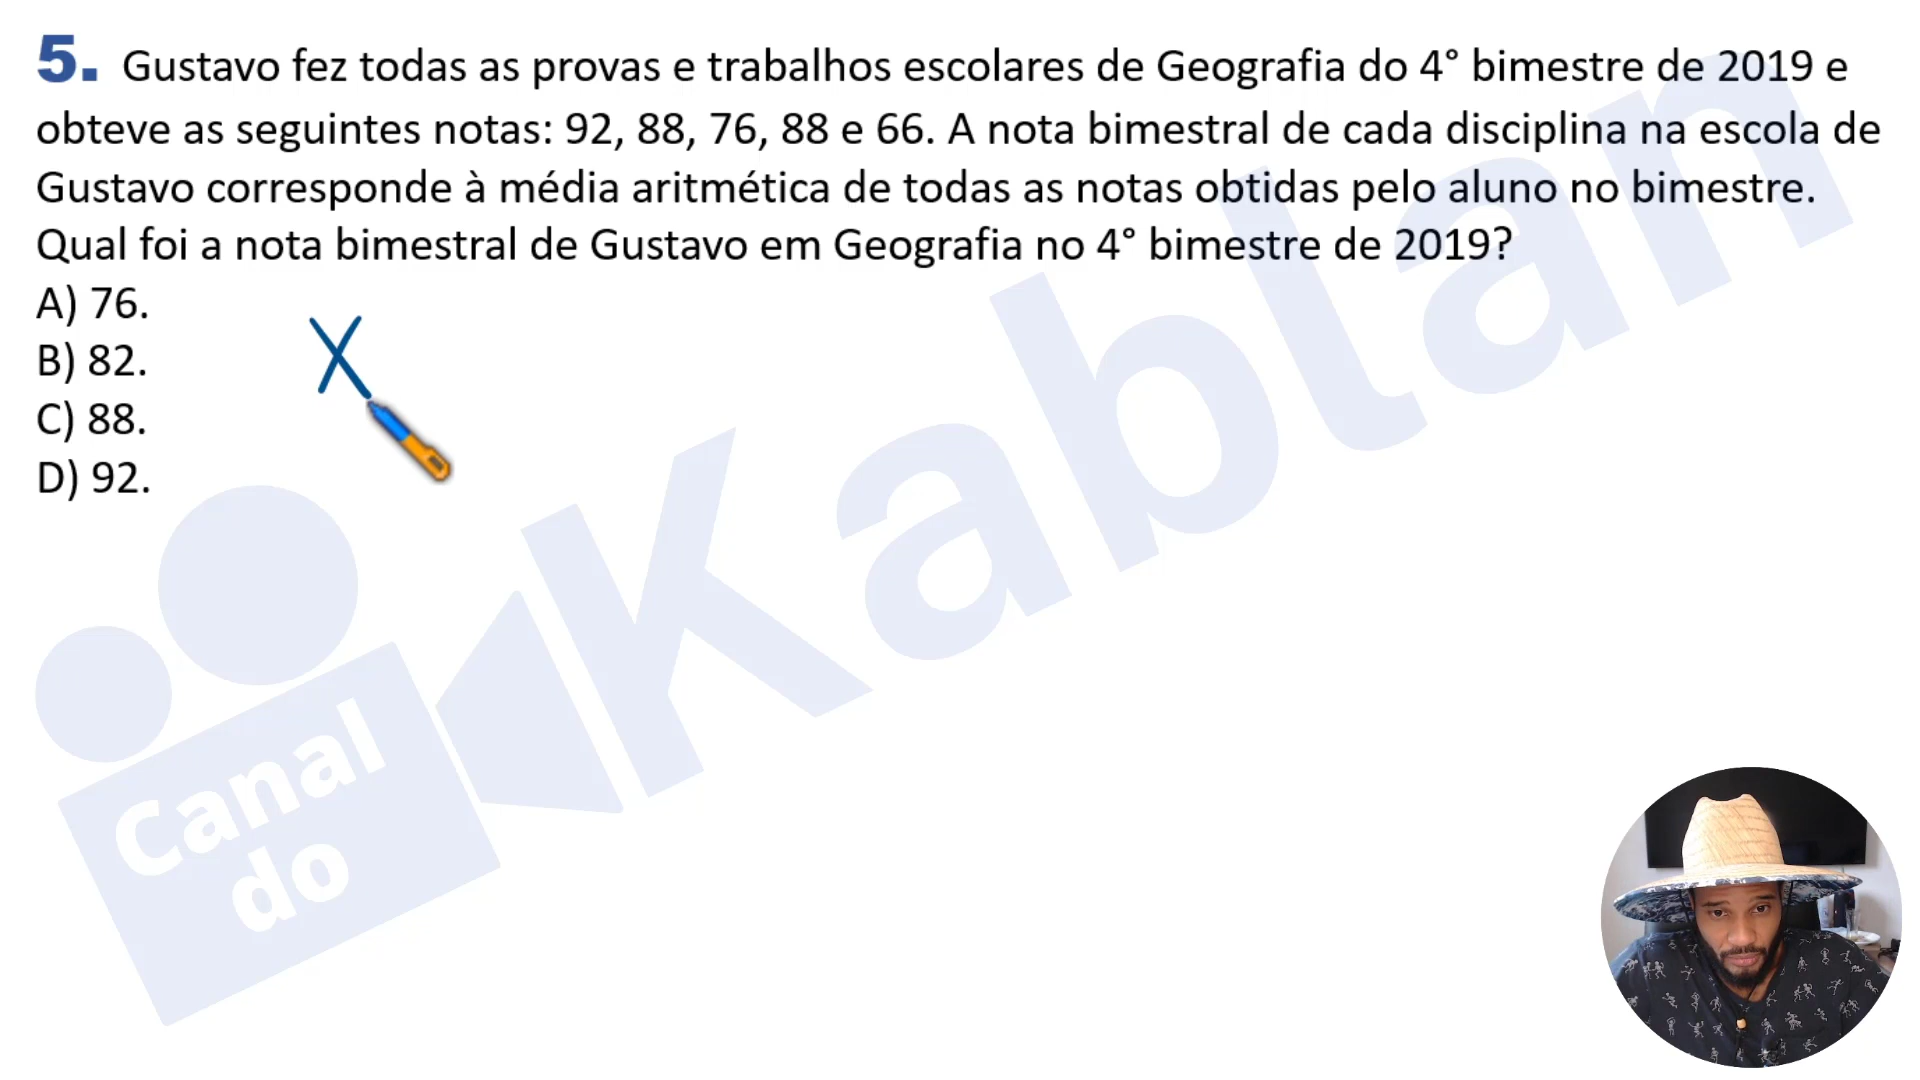 5. Gustavo fez todas as provas e trabalhos escolares de Geografia do 4° bimestre de 2019 e
obteve as seguintes notas: 92, 88, 76, 88 e 66. A nota bimestral de cada disciplina na escola de
Gustavo corresponde à média aritmética de todas as notas obtidas pelo aluno no bimestre.
Qual foi a nota bimestral de Gustavo em Geografia no 4° bimestre de 2019?
A) 76.
B) 82.
C) 88.
D) 92.
X
Canal
do
Kablan